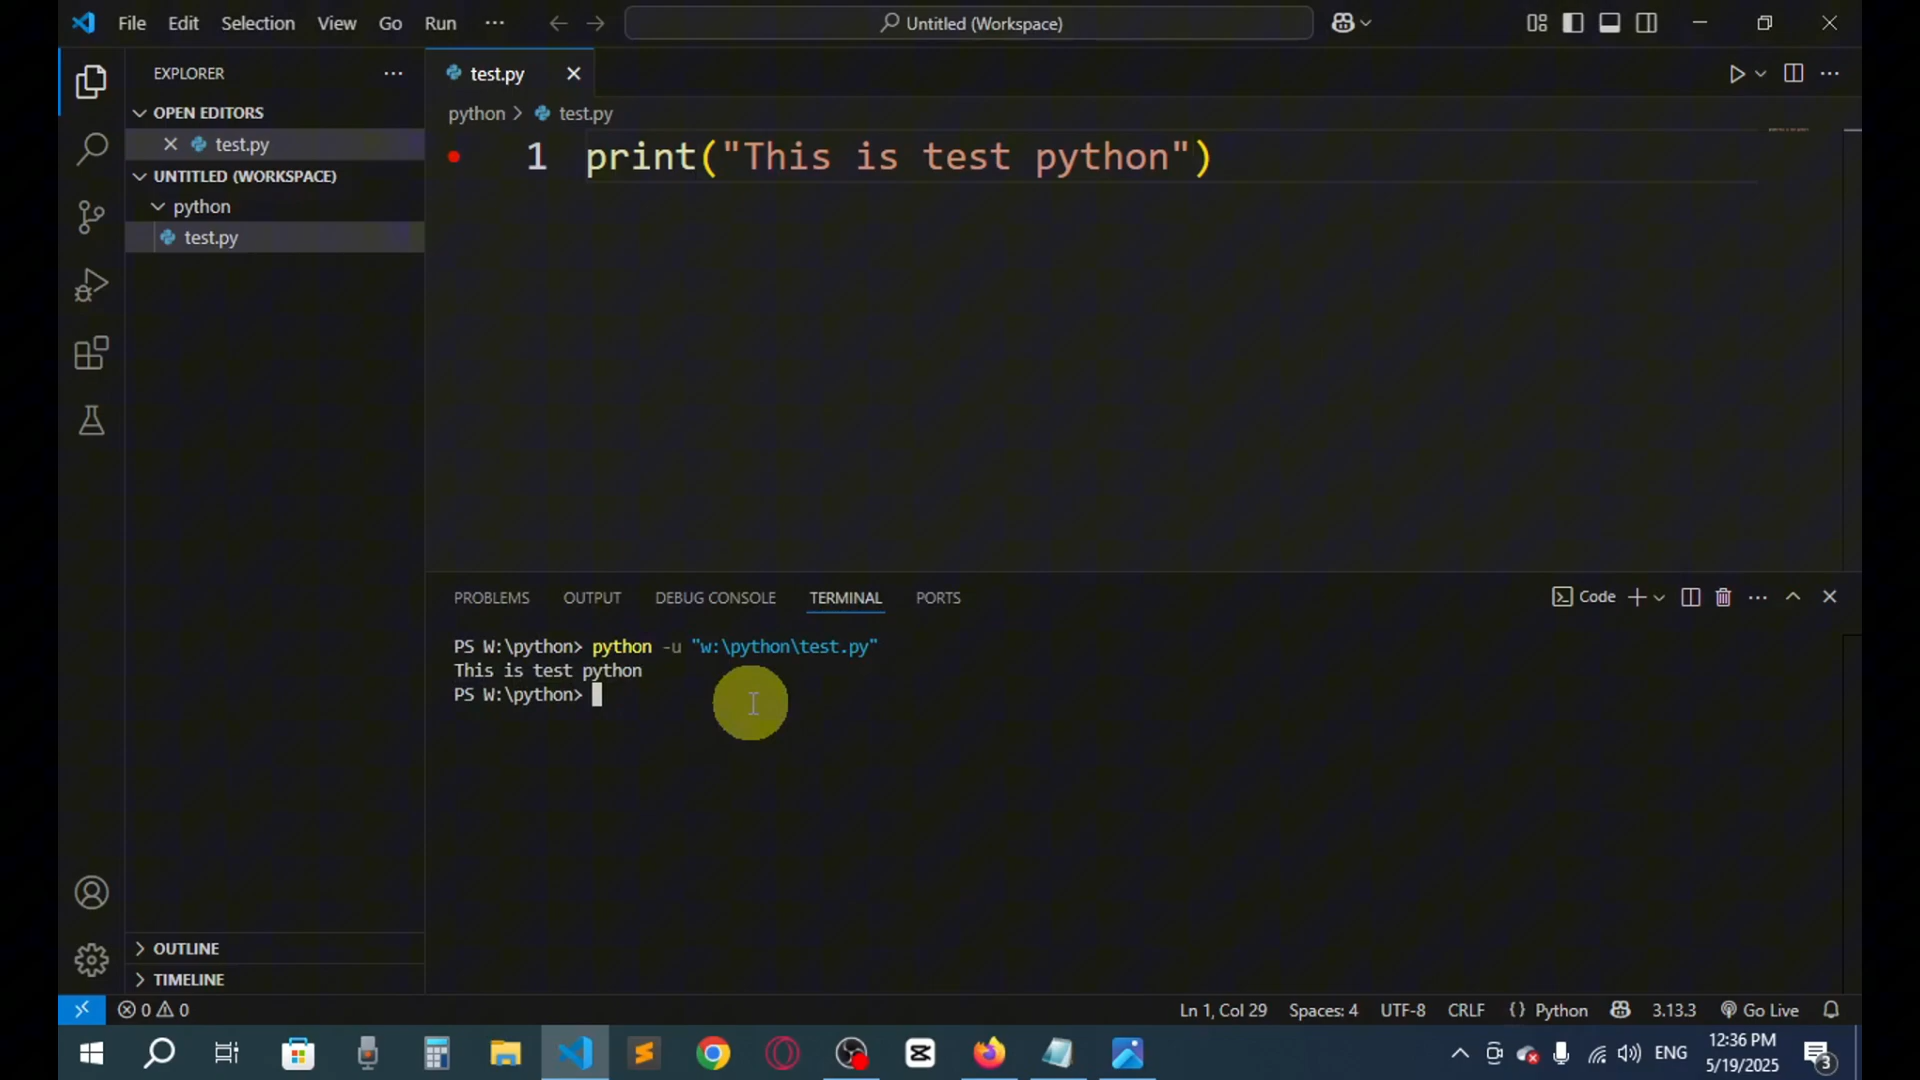 File Edit Selection View Go Run ···
Untitled (Workspace)
EXPLORER
OPEN EDITORS
test.py
UNTITLED (WORKSPACE)
python
test.py
OUTLINE
TIMELINE
test.py
python > test.py
1 print("This is test python")
PROBLEMS OUTPUT DEBUG CONSOLE TERMINAL PORTS
Code
PS W:\python> python -u "w:\python\test.py"
This is test python
PS W:\python>
0 0
Ln 1, Col 29 Spaces: 4 UTF-8 CRLF {} Python 3.13.3 Go Live
ENG
12:36 PM
5/19/2025
3